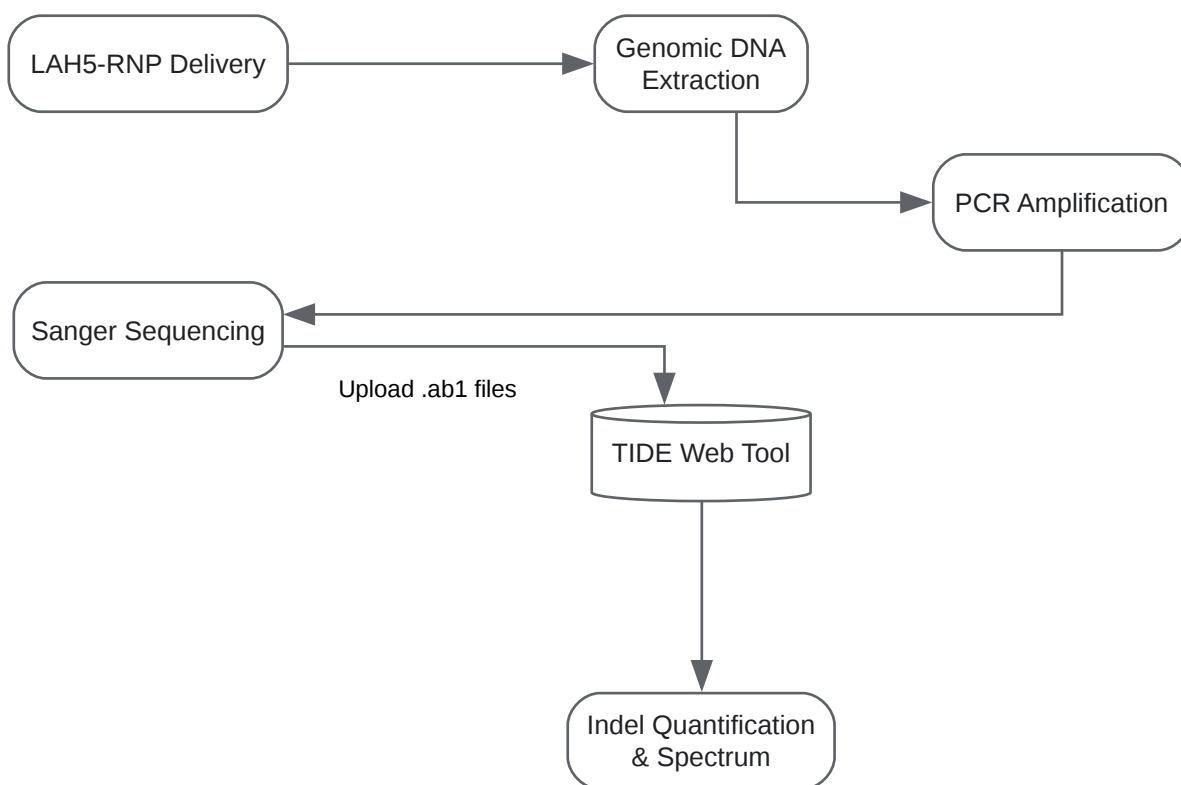 LAH5-RNP Delivery
Genomic DNA
Extraction
PCR Amplification
Sanger Sequencing
Upload .ab1 files
TIDE Web Tool
Indel Quantification
& Spectrum